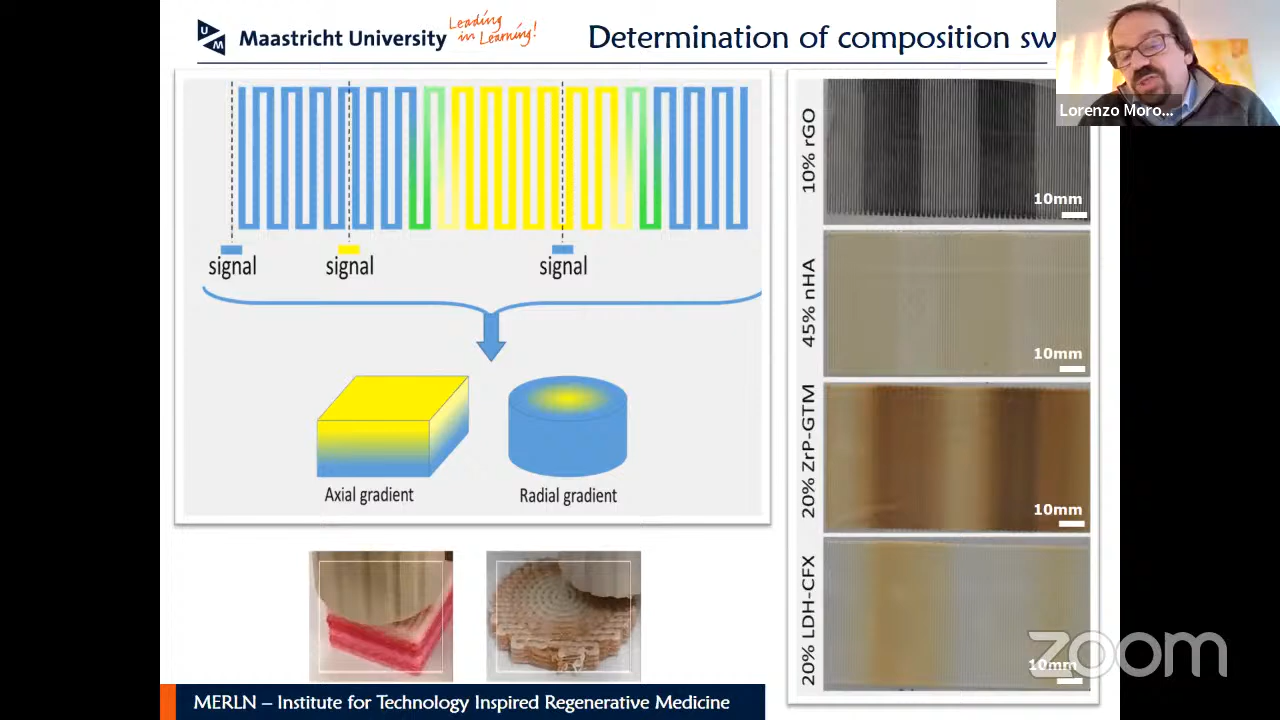 U
M
Maastricht University
Leading
in Learning!
Determination of composition sw
Lorenzo Moro...
signal
signal
signal
Axial gradient
Radial gradient
10% rGO
10mm
45% nHA
10mm
20% ZrP-GTM
10mm
20% LDH-CFX
10mm
zoom
MERLN – Institute for Technology Inspired Regenerative Medicine